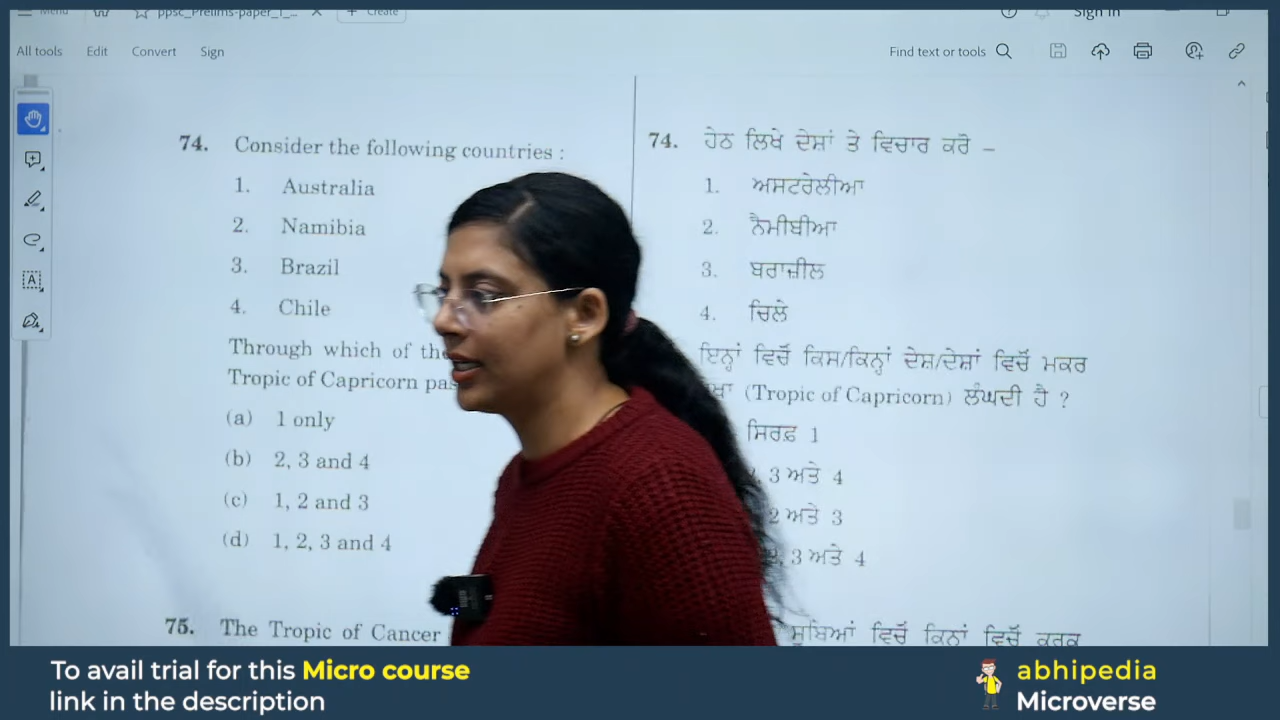 Menu
ppsc_Prelims-paper_1_...
Create
Sign in
All tools Edit Convert Sign
Find text or tools
74. Consider the following countries :
1. Australia
2. Namibia
3. Brazil
4. Chile
Through which of the
Tropic of Capricorn
(a) 1 only
(b) 2, 3 and 4
(c) 1, 2 and 3
(d) 1, 2, 3 and 4
75. The Tropic of Cancer
74. ਹੇਠ ਲਿਖੇ ਦੇਸ਼ਾਂ ਤੇ ਵਿਚਾਰ ਕਰੋ –
1. ਅਸਟਰੇਲੀਆ
2. ਨੈਮੀਬੀਆ
3. ਬਰਾਜ਼ੀਲ
4. ਚਿਲੇ
ਇਨ੍ਹਾਂ ਵਿਚੋਂ ਕਿਸ/ਕਿਨ੍ਹਾਂ ਦੇਸ਼/ਦੇਸ਼ਾਂ ਵਿਚੋਂ ਮਕਰ
(Tropic of Capricorn) ਲੰਘਦੀ ਹੈ ?
ਸਿਰਫ਼ 1
3 ਅਤੇ 4
2 ਅਤੇ 3
3 ਅਤੇ 4
ਸੂਬਿਆਂ ਵਿਚੋਂ ਕਿਨਾਂ ਵਿਚੋਂ ਕਰਕ
To avail trial for this Micro course
link in the description
abhipedia
Microverse